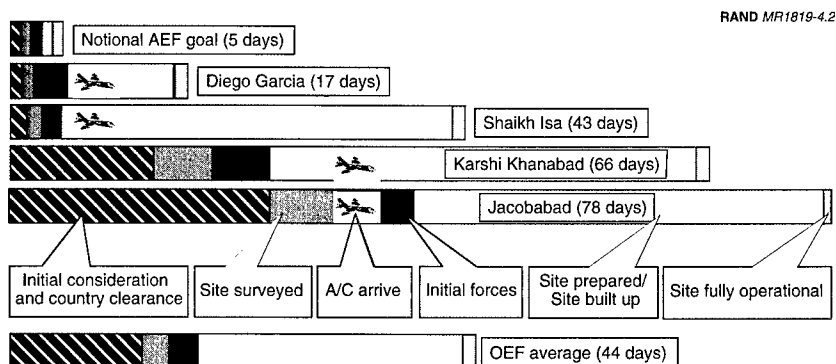 RAND MR1819-4.2
Notional AEF goal (5 days)
Diego Garcia (17 days)
Shaikh Isa (43 days)
Karshi Khanabad (66 days)
Jacobabad (78 days)
Initial consideration
and country clearance
Site surveyed
A/C arrive
Initial forces
Site prepared/
Site built up
Site fully operational
OEF average (44 days)